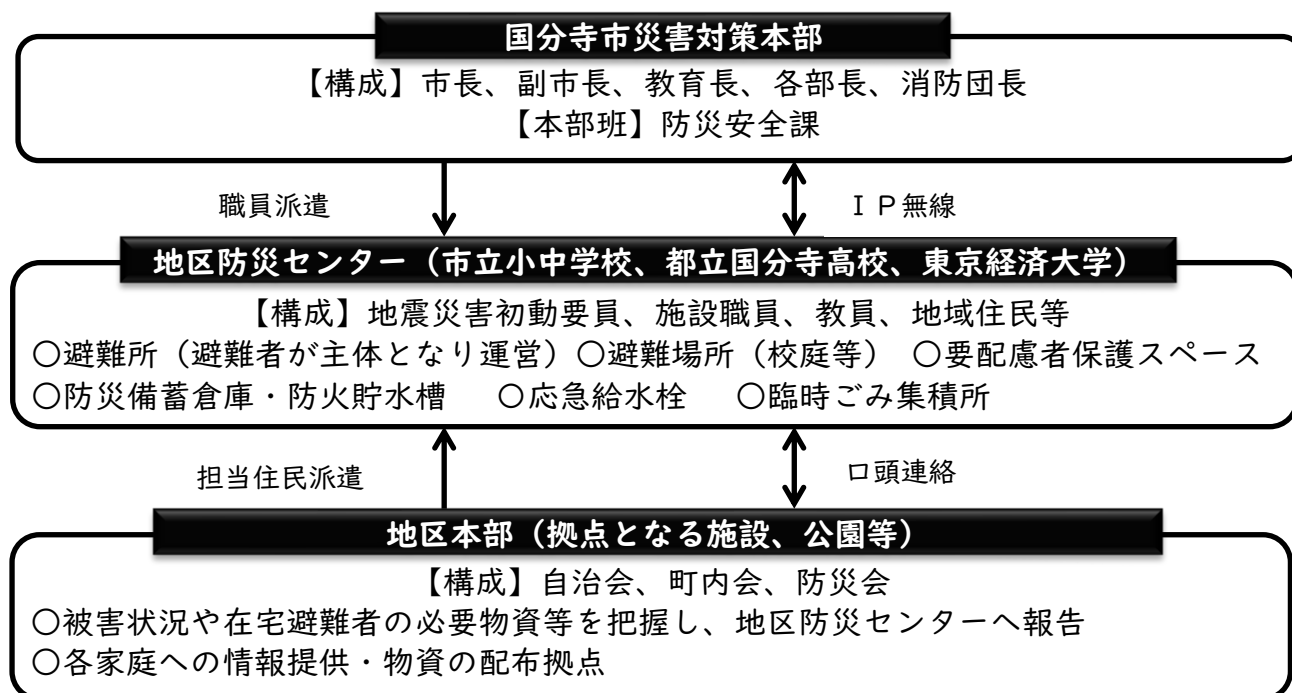 国分寺市災害対策本部
【構成】市長、副市長、教育長、各部長、消防団長
【本部班】防災安全課
職員派遣
ＩＰ無線
地区防災センター（市立小中学校、都立国分寺高校、東京経済大学）
【構成】地震災害初動要員、施設職員、教員、地域住民等
○避難所（避難者が主体となり運営）○避難場所（校庭等）　○要配慮者保護スペース
○防災備蓄倉庫・防火貯水槽　○応急給水栓　○臨時ごみ集積所
担当住民派遣
口頭連絡
地区本部（拠点となる施設、公園等）
【構成】自治会、町内会、防災会
○被害状況や在宅避難者の必要物資等を把握し、地区防災センターへ報告
○各家庭への情報提供・物資の配布拠点